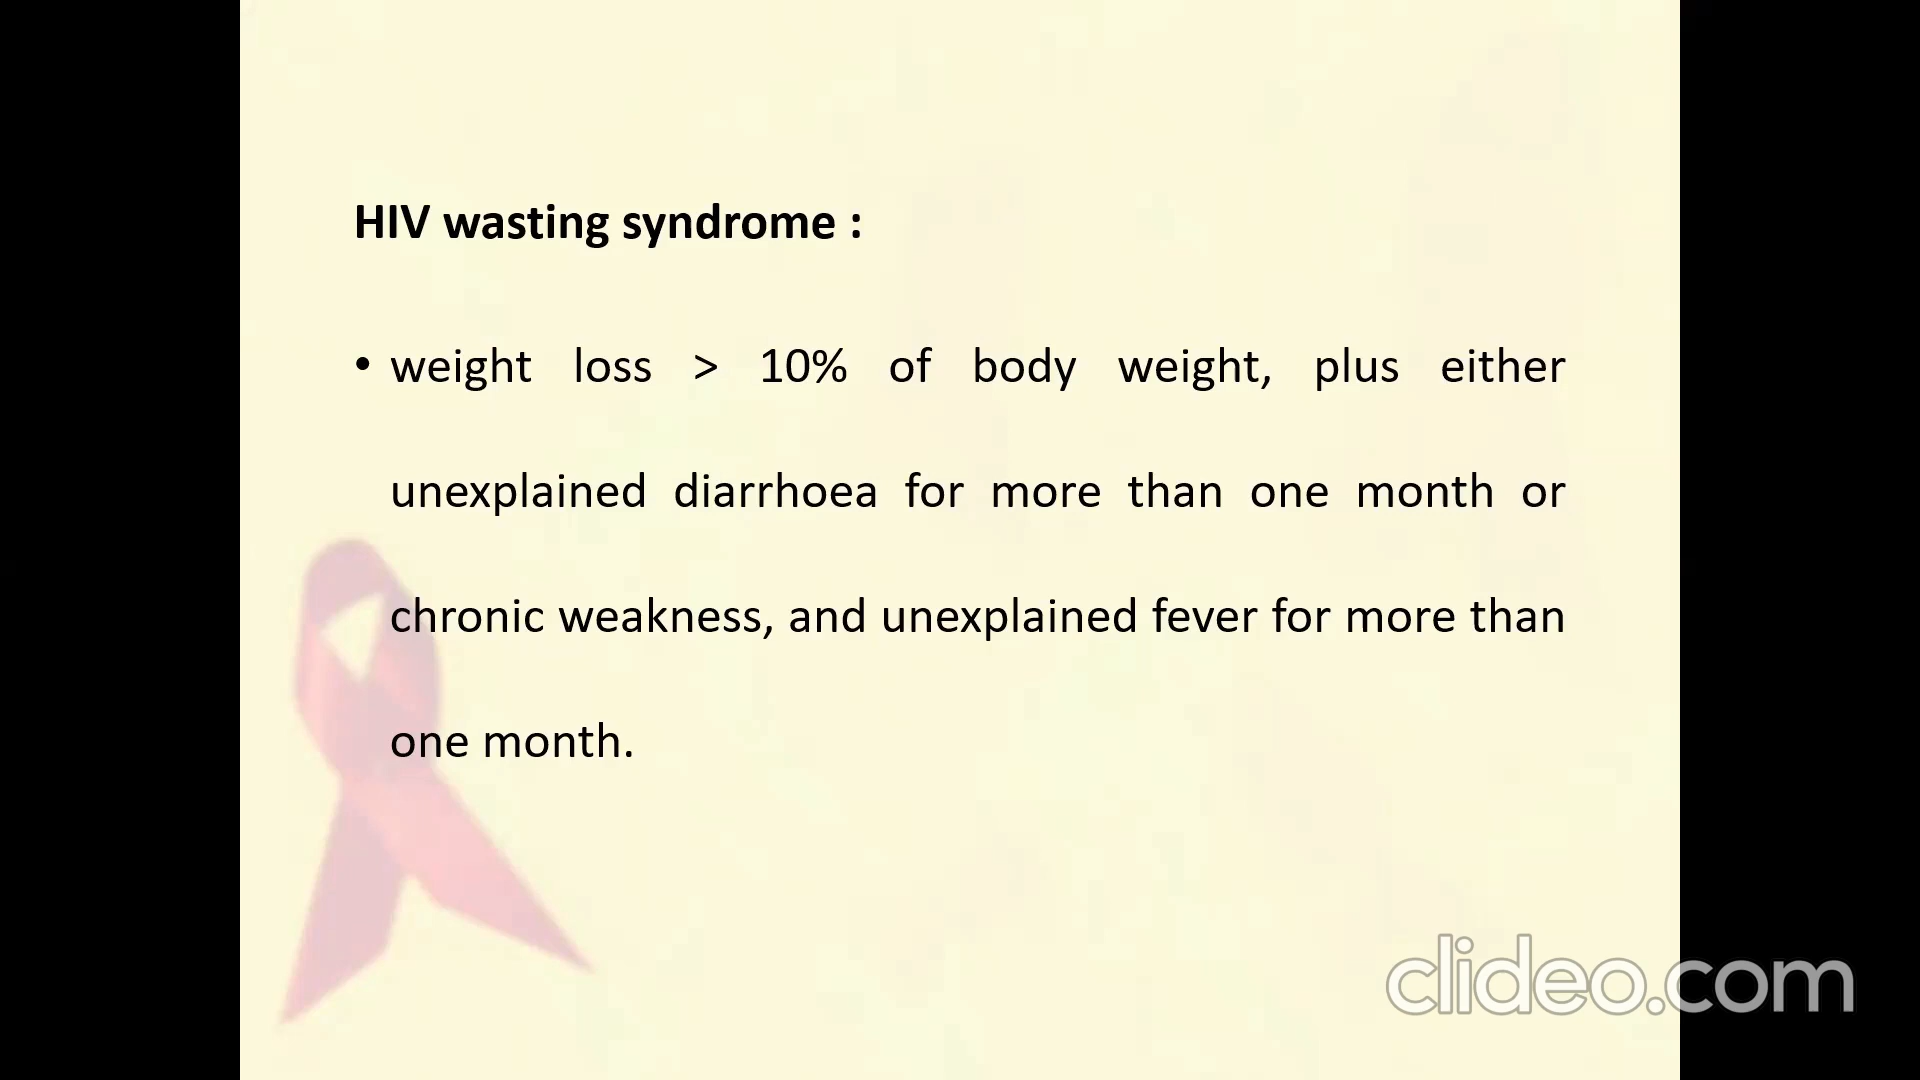 HIV wasting syndrome :
• weight loss > 10% of body weight, plus either
unexplained diarrhoea for more than one month or
chronic weakness, and unexplained fever for more than
one month.
clideo.com